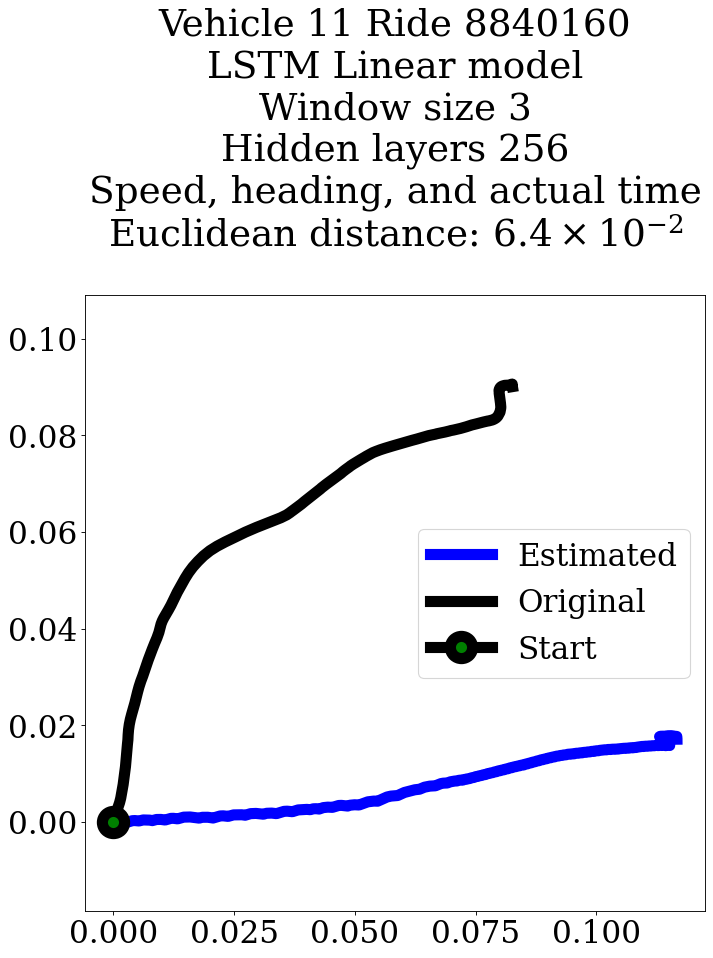 Vehicle 11 Ride 8840160
LSTM Linear model
Window size 3
Hidden layers 256
Speed, heading, and actual time
Euclidean distance: 6.4 × 10⁻²
0.10
0.08
0.06
0.04
0.02
0.00
Estimated
Original
Start
0.000 0.025 0.050 0.075 0.100